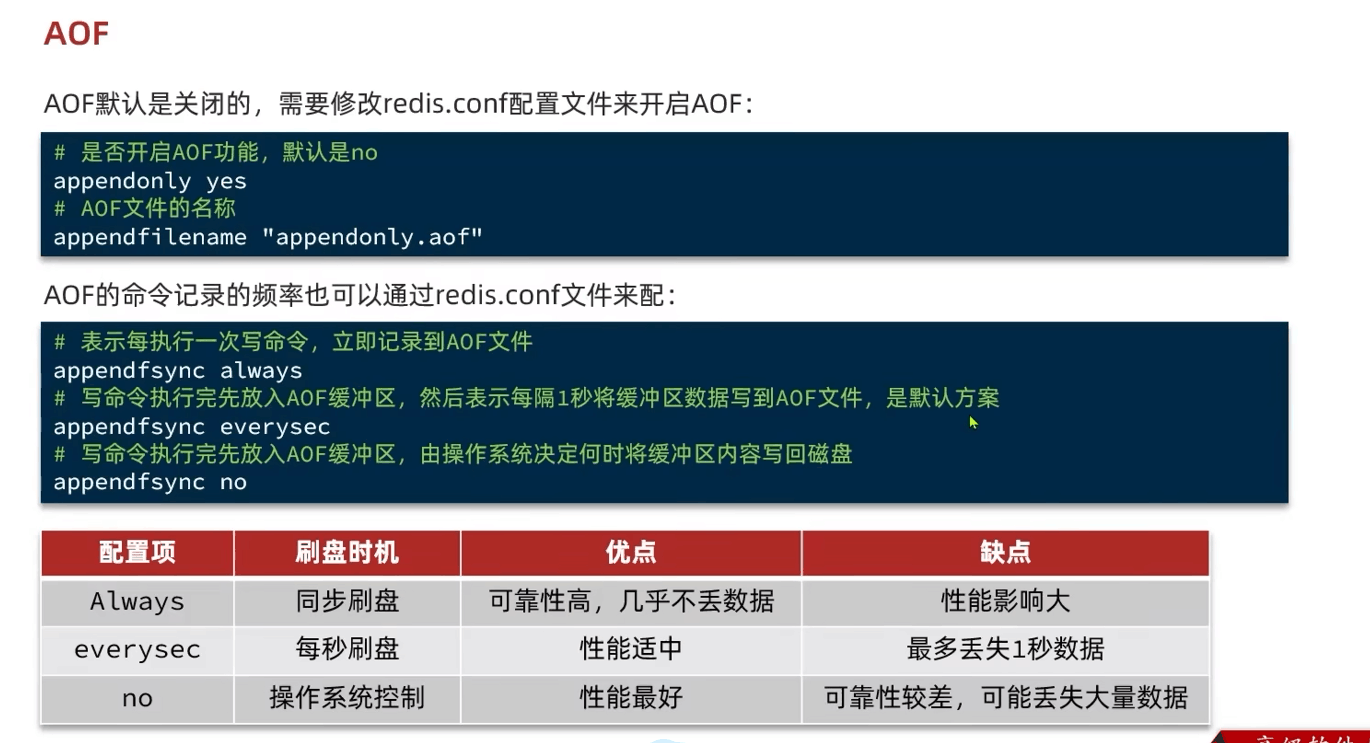 AOF
AOF默认是关闭的，需要修改redis.conf配置文件来开启AOF：
# 是否开启AOF功能，默认是no
appendonly yes
# AOF文件的名称
appendfilename "appendonly.aof"
AOF的命令记录的频率也可以通过redis.conf文件来配：
# 表示每执行一次写命令，立即记录到AOF文件
appendfsync always
# 写命令执行完先放入AOF缓冲区，然后表示每隔1秒将缓冲区数据写到AOF文件，是默认方案
appendfsync everysec
# 写命令执行完先放入AOF缓冲区，由操作系统决定何时将缓冲区内容写回磁盘
appendfsync no
配置项 刷盘时机 优点 缺点
Always 同步刷盘 可靠性高，几乎不丢数据 性能影响大
everysec 每秒刷盘 性能适中 最多丢失1秒数据
no 操作系统控制 性能最好 可靠性较差，可能丢失大量数据